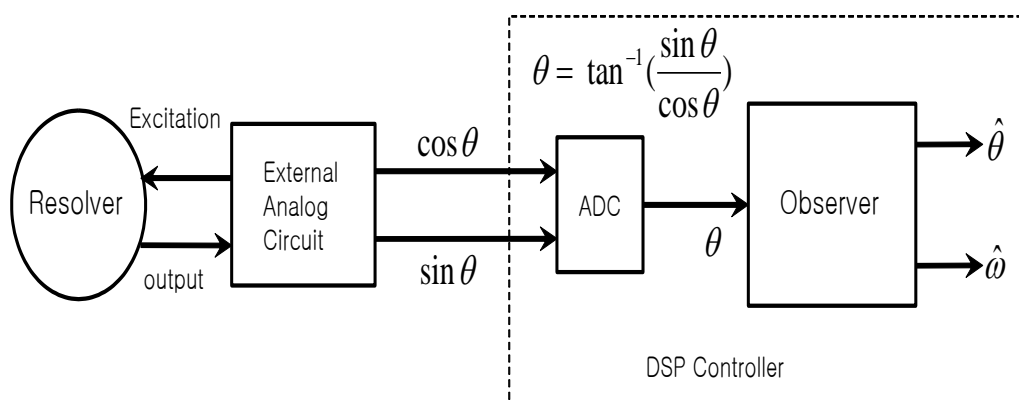 Resolver
Excitation
output
External
Analog
Circuit
cosθ
sinθ
θ = tan⁻¹(sinθ/cosθ)
ADC
θ
Observer
θ̂
ω̂
DSP Controller